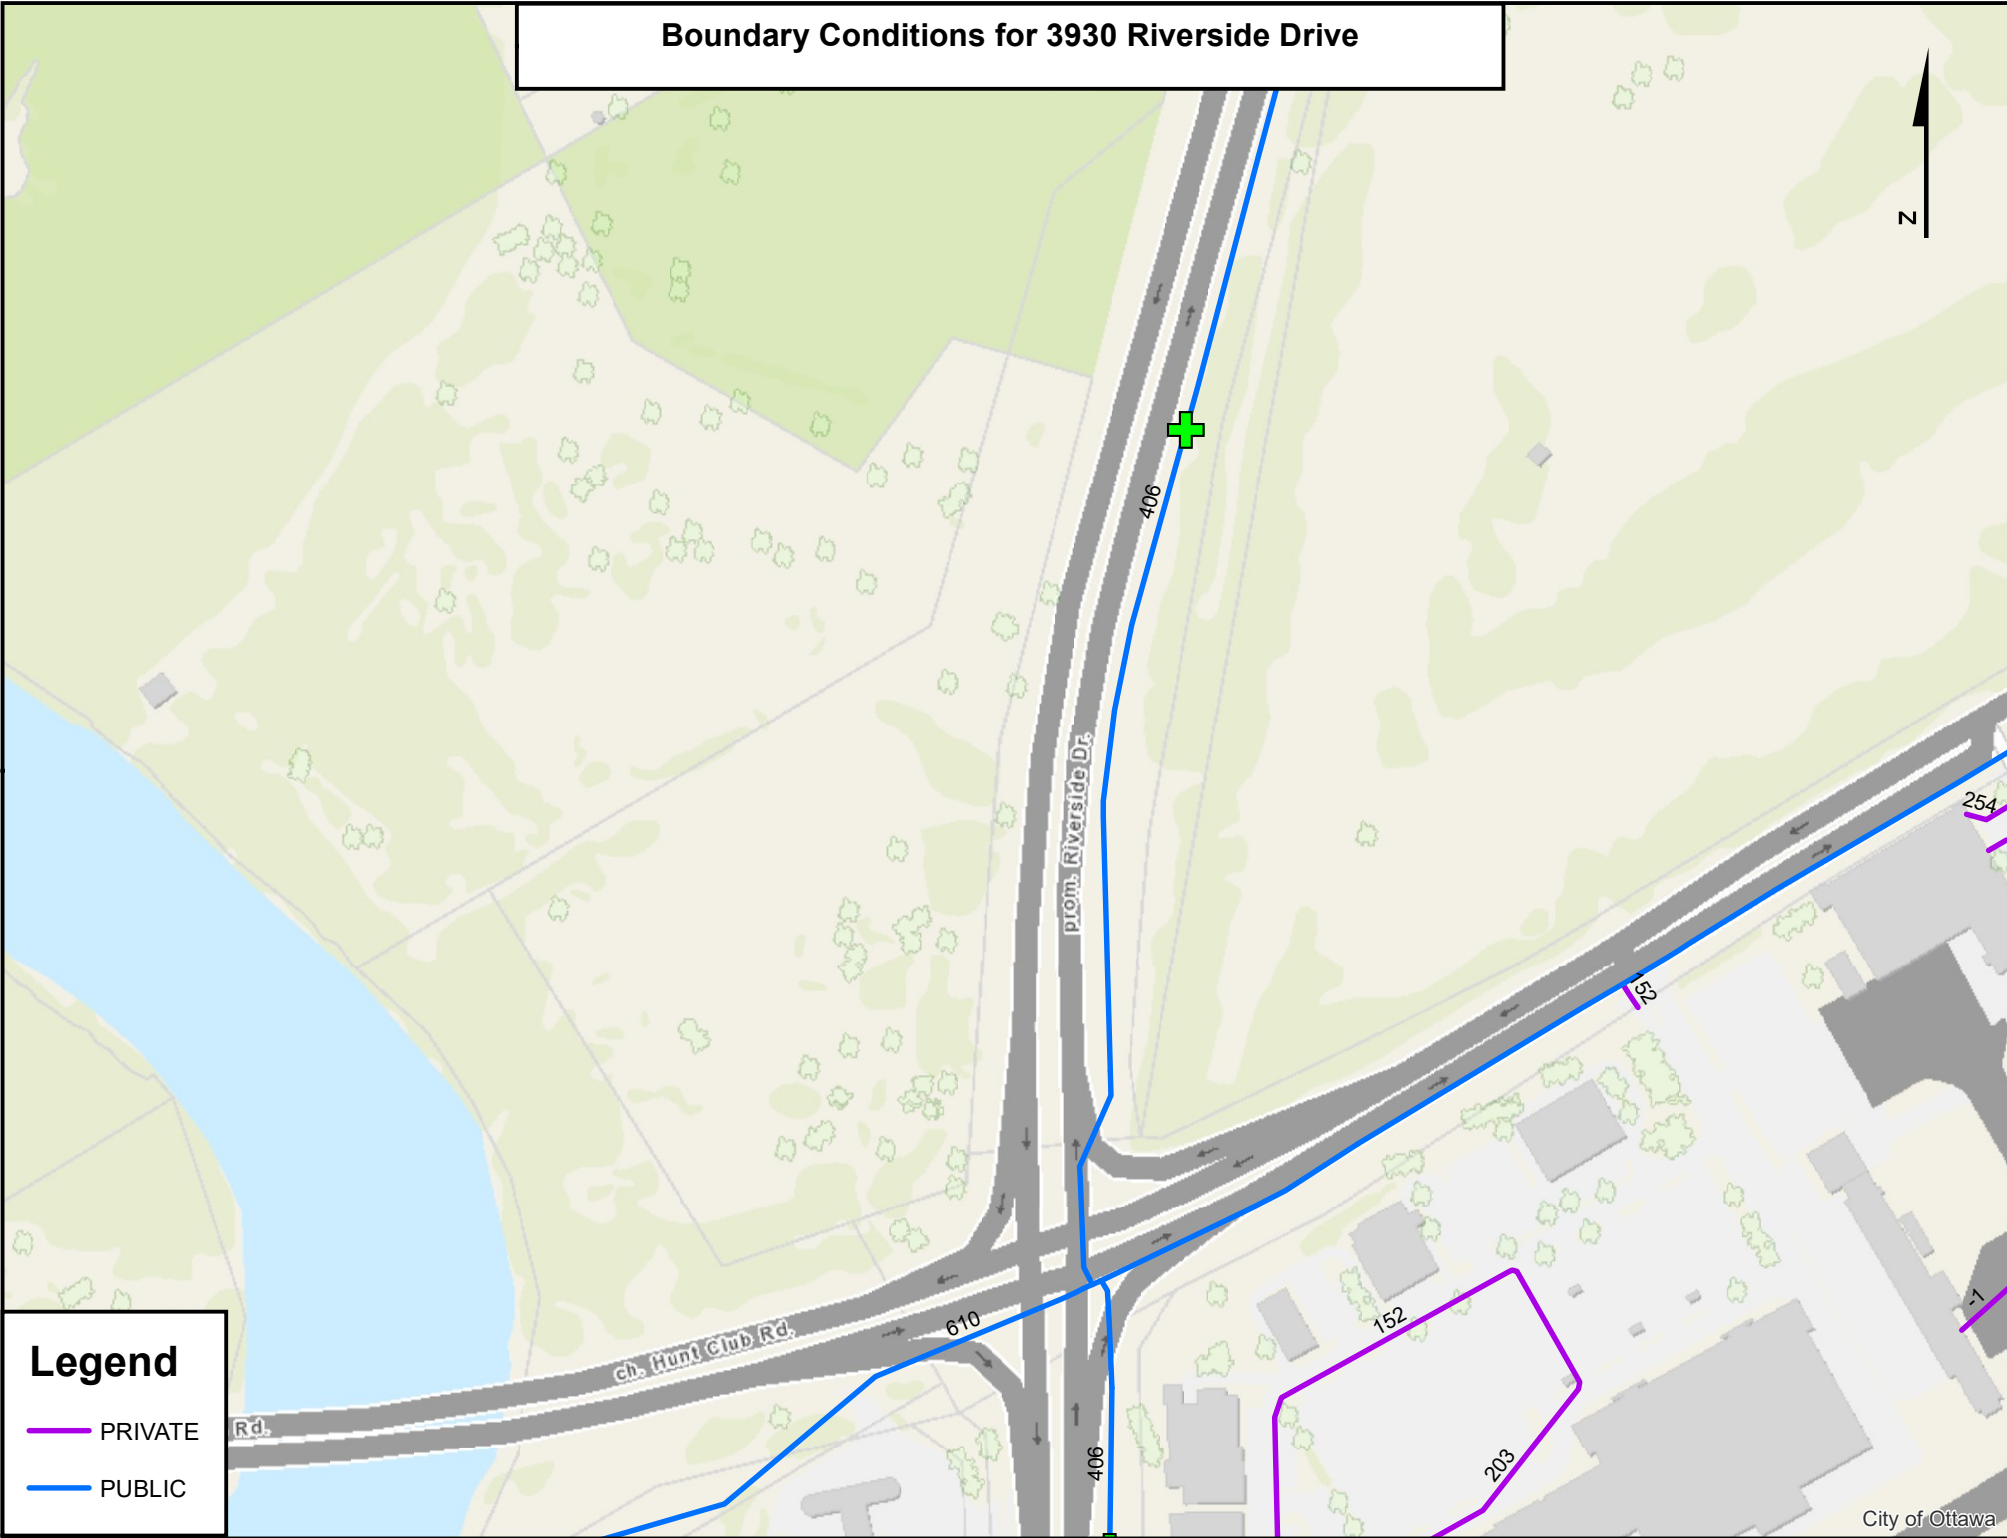 Boundary Conditions for 3930 Riverside Drive
N
406
prom. Riverside Dr.
254
152
610
ch. Hunt Club Rd.
152
-1
Rd.
406
203
Legend
PRIVATE
PUBLIC
City of Ottawa